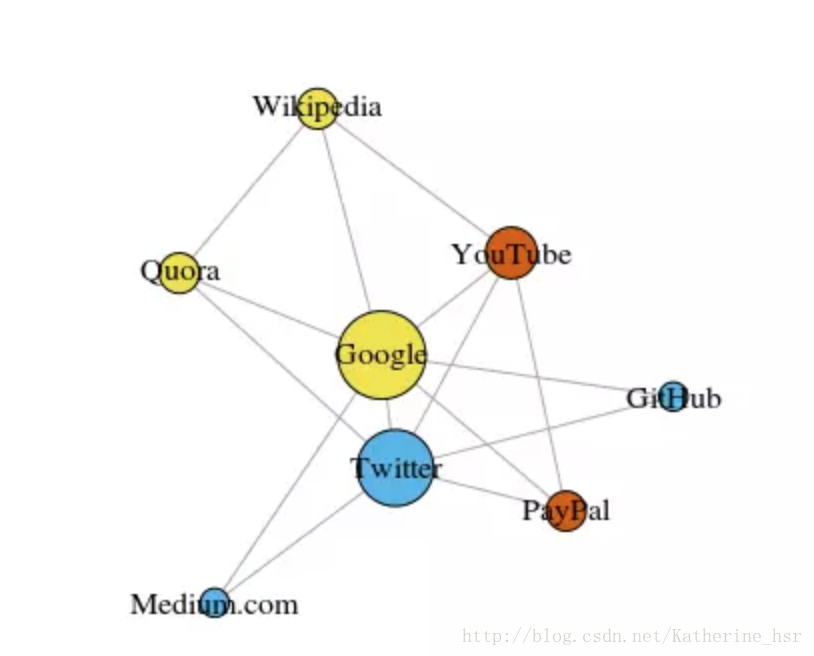 Wikipedia
YouTube
Quora
Google
GitHub
Twitter
PayPal
Medium.com
http://blog.csdn.net/Katherine_hsr